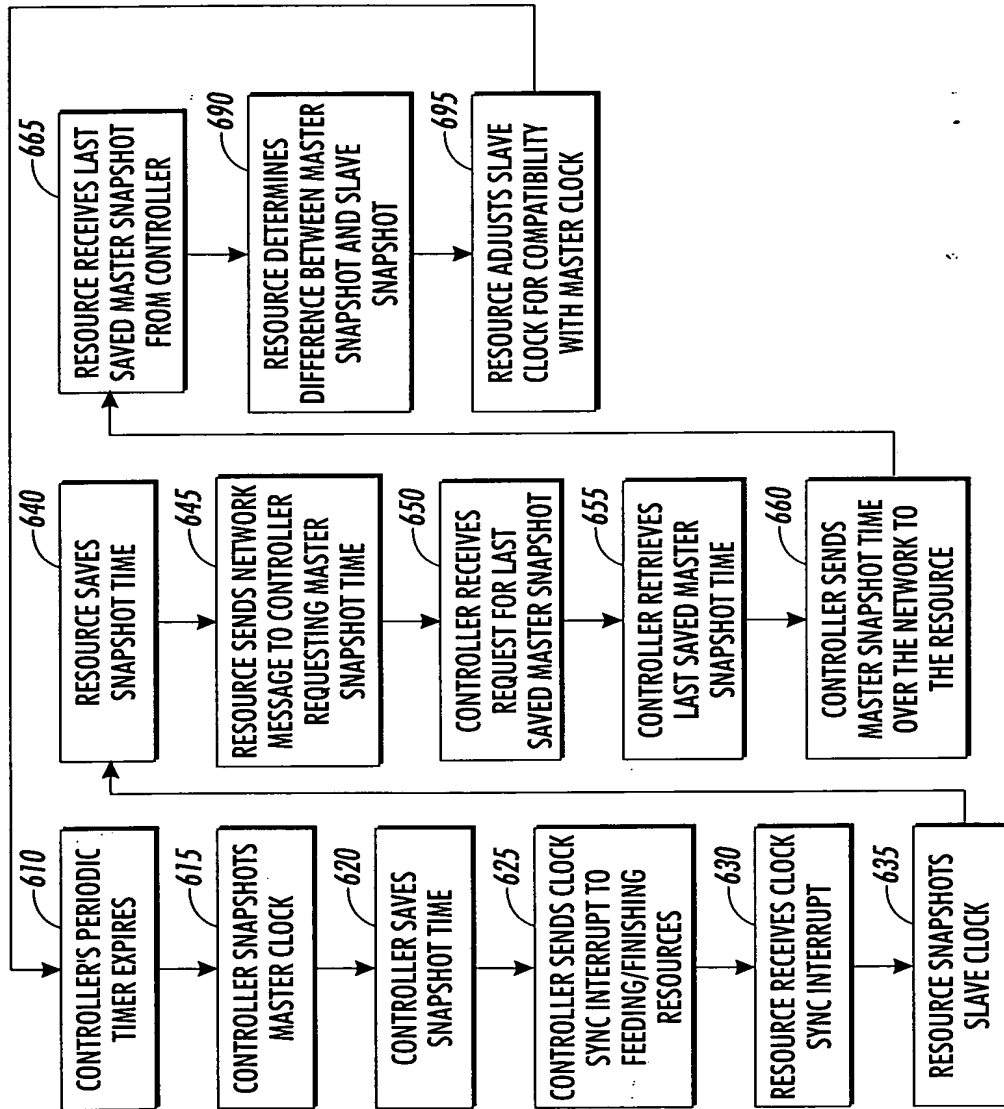 610
CONTROLLER'S PERIODIC
TIMER EXPIRES
615
CONTROLLER SNAPSHOTS
MASTER CLOCK
620
CONTROLLER SAVES
SNAPSHOT TIME
625
CONTROLLER SENDS CLOCK
SYNC INTERRUPT TO
FEEDING/FINISHING
RESOURCES
630
RESOURCE RECEIVES CLOCK
SYNC INTERRUPT
635
RESOURCE SNAPSHOTS
SLAVE CLOCK
640
RESOURCE SAVES
SNAPSHOT TIME
645
RESOURCE SENDS NETWORK
MESSAGE TO CONTROLLER
REQUESTING MASTER
SNAPSHOT TIME
650
CONTROLLER RECEIVES
REQUEST FOR LAST
SAVED MASTER SNAPSHOT
655
CONTROLLER RETRIEVES
LAST SAVED MASTER
SNAPSHOT TIME
660
CONTROLLER SENDS
MASTER SNAPSHOT TIME
OVER THE NETWORK TO
THE RESOURCE
665
RESOURCE RECEIVES LAST
SAVED MASTER SNAPSHOT
FROM CONTROLLER
690
RESOURCE DETERMINES
DIFFERENCE BETWEEN MASTER
SNAPSHOT AND SLAVE
SNAPSHOT
695
RESOURCE ADJUSTS SLAVE
CLOCK FOR COMPATIBILITY
WITH MASTER CLOCK